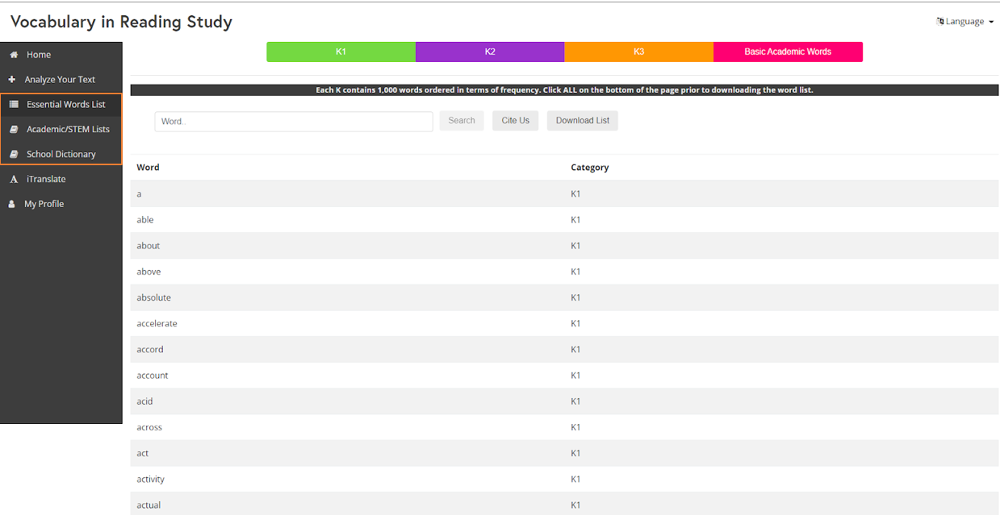 Vocabulary in Reading Study
Language
Home
Analyze Your Text
Essential Words List
Academic/STEM Lists
School Dictionary
iTranslate
My Profile
K1 K2 K3 Basic Academic Words
Each K contains 1,000 words ordered in terms of frequency. Click ALL on the bottom of the page prior to downloading the word list.
Word.. Search Cite Us Download List
Word Category
a K1
able K1
about K1
above K1
absolute K1
accelerate K1
accord K1
account K1
acid K1
across K1
act K1
activity K1
actual K1